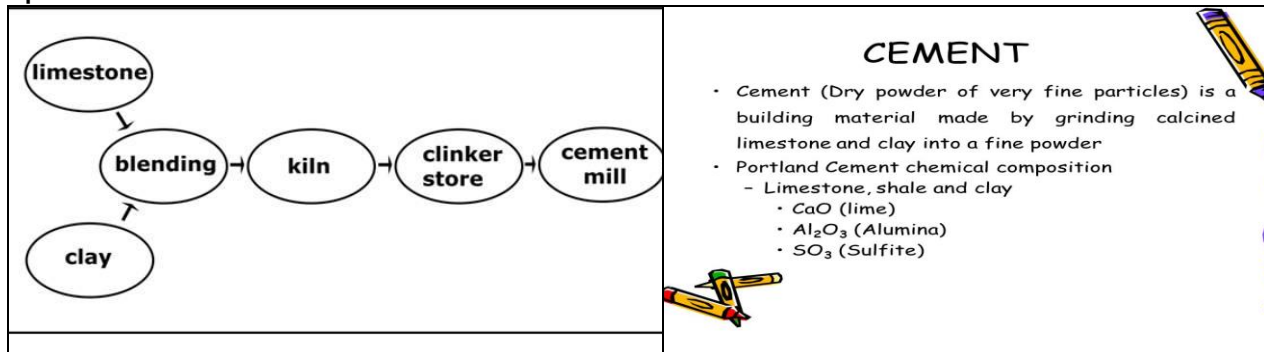 limestone
blending
kiln
clinker
store
cement
mill
clay
CEMENT
· Cement (Dry powder of very fine particles) is a
building material made by grinding calcined
limestone and clay into a fine powder
· Portland Cement chemical composition
– Limestone, shale and clay
· CaO (lime)
· Al₂O₃ (Alumina)
· SO₃ (Sulfite)